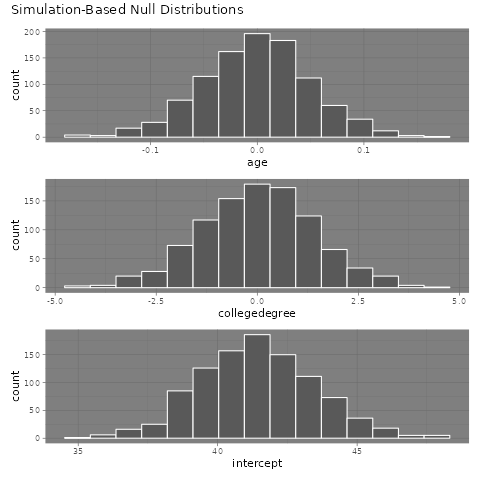 Simulation-Based Null Distributions
200
150
100
50
0
count
-0.1 0.0 0.1
age
150
100
50
0
count
-5.0 -2.5 0.0 2.5 5.0
collegedegree
150
100
50
0
count
35 40 45
intercept